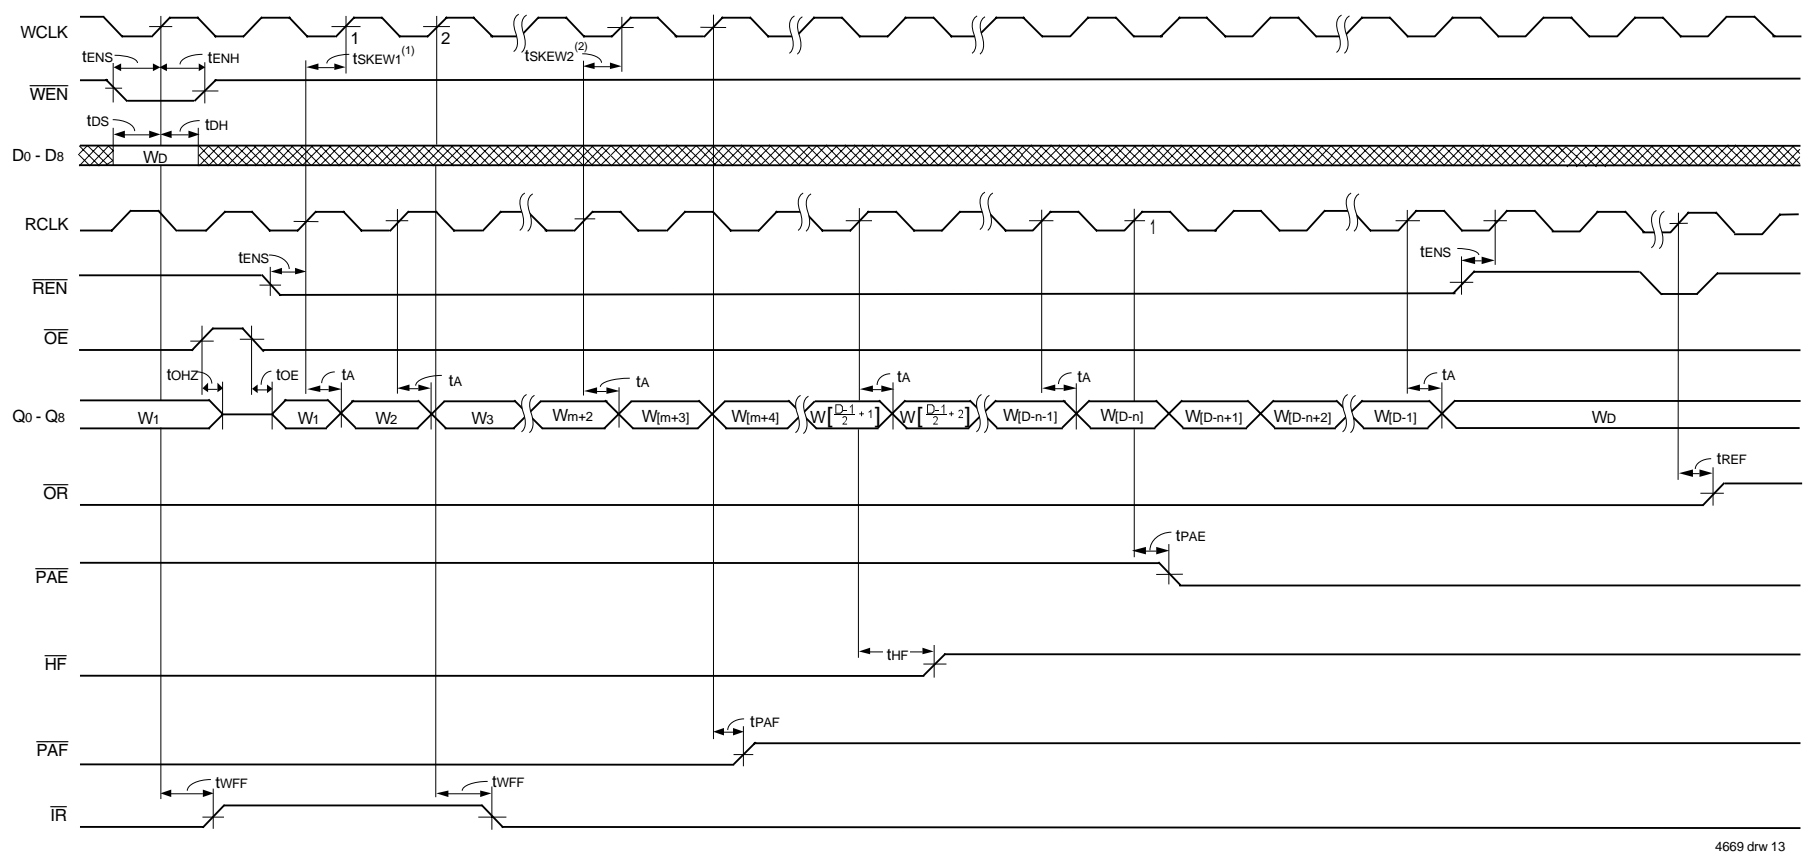 WCLK
1 2
tENS tENH tSKEW1(1) tSKEW2(2)
WEN
tDS tDH
D0 - D8 WD
RCLK 1
tENS tENS
REN
OE
tOHZ tOE tA tA tA tA tA tA
Q0 - Q8 W1 W1 W2 W3 Wm+2 W[m+3] W[m+4] W[D-1/2 + 1] W[D-1/2 + 2] W[D-n-1] W[D-n] W[D-n+1] W[D-n+2] W[D-1] WD
tREF
OR
tPAE
PAE
tHF
HF
tPAF
PAF
tWFF tWFF
IR
4669 drw 13